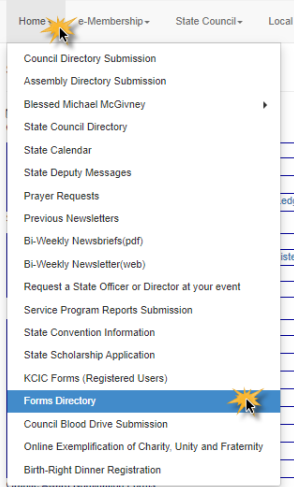 Home e-Membership State Council Local
Council Directory Submission
Assembly Directory Submission
Blessed Michael McGivney
State Council Directory
State Calendar
State Deputy Messages
Prayer Requests
Previous Newsletters
Bi-Weekly Newsbriefs(pdf)
Bi-Weekly Newsletter(web)
Request a State Officer or Director at your event
Service Program Reports Submission
State Convention Information
State Scholarship Application
KCIC Forms (Registered Users)
Forms Directory
Council Blood Drive Submission
Online Exemplification of Charity, Unity and Fraternity
Birth-Right Dinner Registration